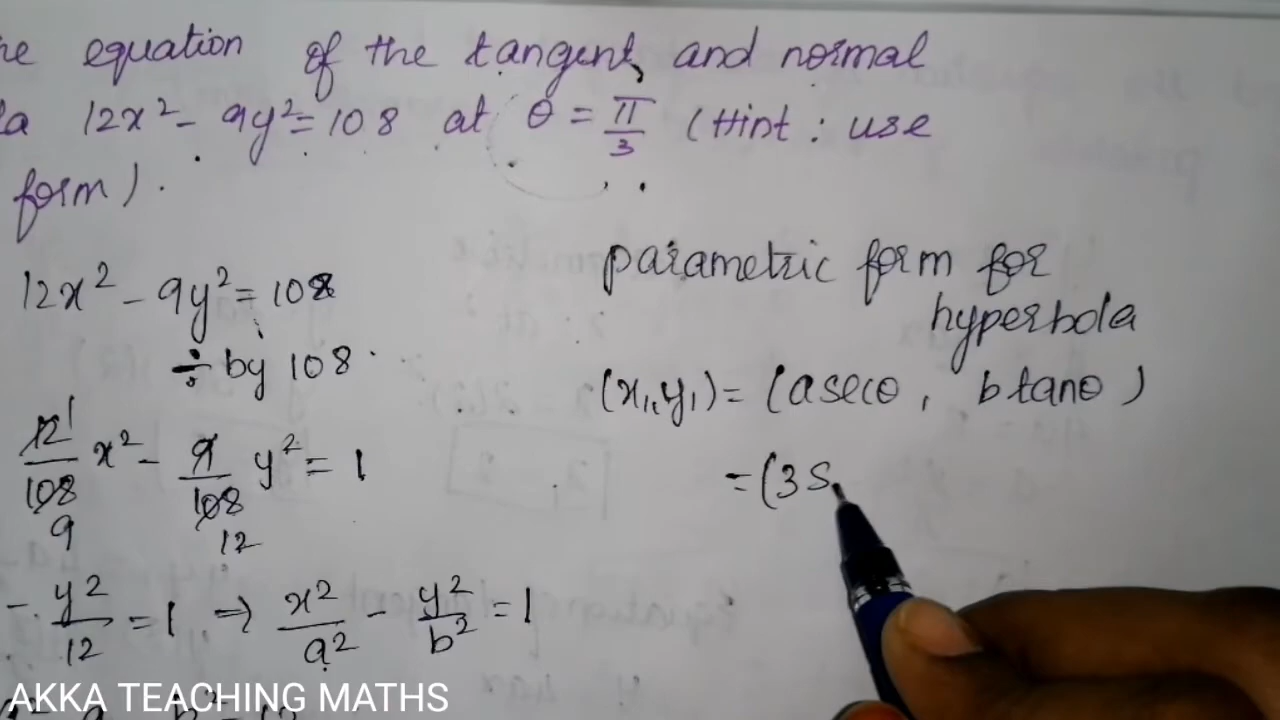 equation of the tangent, and normal
12x² - 9y² = 108 at θ = π/3 (Hint : use
form).
12x² - 9y² = 108
÷ by 108
12/108 x² - 9/108 y² = 1
1
9
12
- y²/12 = 1 ⇒ x²/a² - y²/b² = 1
parametric form for
hyperbola
(x₁, y₁) = (a secθ, b tanθ)
= (3 s
AKKA TEACHING MATHS